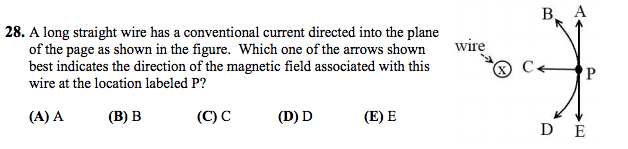 28. A long straight wire has a conventional current directed into the plane
of the page as shown in the figure. Which one of the arrows shown
best indicates the direction of the magnetic field associated with this
wire at the location labeled P?
(A) A (B) B (C) C (D) D (E) E
B A
wire
X C P
D E